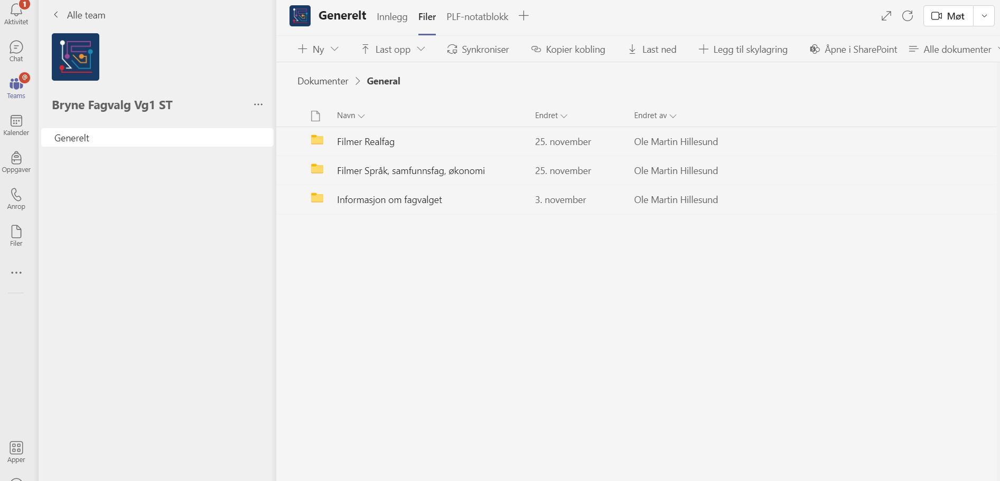 1
Aktivitet
Chat
@
Teams
Kalender
Oppgaver
Anrop
Filer
Apper
Alle team
Bryne Fagvalg Vg1 ST
Generelt
Generelt Innlegg Filer PLF-notatblokk
Møt
Ny Last opp Synkroniser Kopier kobling Last ned Legg til skylagring Åpne i SharePoint Alle dokumenter
Dokumenter > General
Navn Endret Endret av
Filmer Realfag 25. november Ole Martin Hillesund
Filmer Språk, samfunnsfag, økonomi 25. november Ole Martin Hillesund
Informasjon om fagvalget 3. november Ole Martin Hillesund